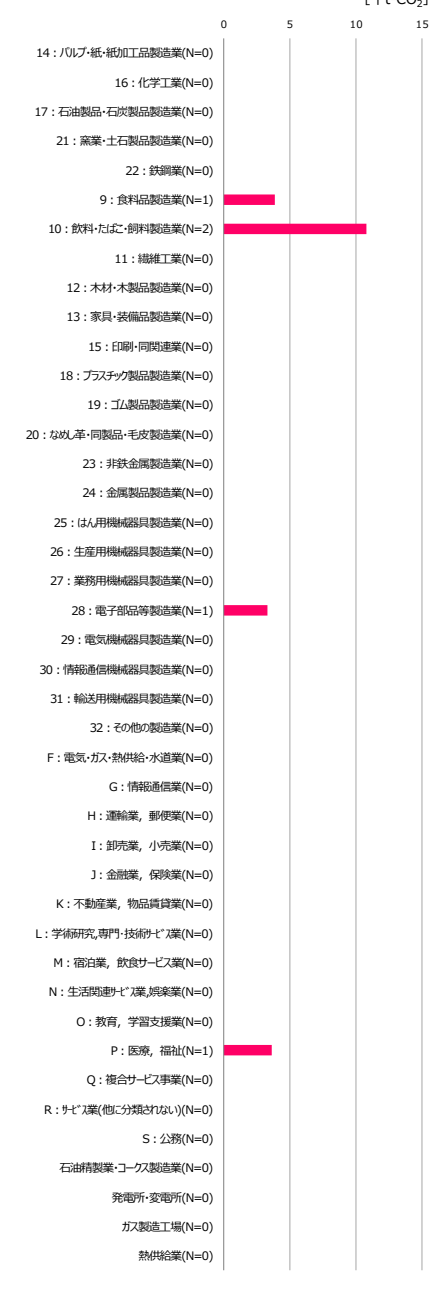 [千t-CO₂]
0 5 10 15
14：パルプ・紙・紙加工品製造業(N=0)
16：化学工業(N=0)
17：石油製品・石炭製品製造業(N=0)
21：窯業・土石製品製造業(N=0)
22：鉄鋼業(N=0)
9：食料品製造業(N=1)
10：飲料・たばこ・飼料製造業(N=2)
11：繊維工業(N=0)
12：木材・木製品製造業(N=0)
13：家具・装備品製造業(N=0)
15：印刷・同関連業(N=0)
18：プラスチック製品製造業(N=0)
19：ゴム製品製造業(N=0)
20：なめし革・同製品・毛皮製造業(N=0)
23：非鉄金属製造業(N=0)
24：金属製品製造業(N=0)
25：はん用機械器具製造業(N=0)
26：生産用機械器具製造業(N=0)
27：業務用機械器具製造業(N=0)
28：電子部品等製造業(N=1)
29：電気機械器具製造業(N=0)
30：情報通信機械器具製造業(N=0)
31：輸送用機械器具製造業(N=0)
32：その他の製造業(N=0)
F：電気・ガス・熱供給・水道業(N=0)
G：情報通信業(N=0)
H：運輸業，郵便業(N=0)
I：卸売業，小売業(N=0)
J：金融業，保険業(N=0)
K：不動産業，物品賃貸業(N=0)
L：学術研究,専門・技術ｻｰﾋﾞｽ業(N=0)
M：宿泊業，飲食サービス業(N=0)
N：生活関連ｻｰﾋﾞｽ業,娯楽業(N=0)
O：教育，学習支援業(N=0)
P：医療，福祉(N=1)
Q：複合サービス事業(N=0)
R：ｻｰﾋﾞｽ業(他に分類されない)(N=0)
S：公務(N=0)
石油精製業・コークス製造業(N=0)
発電所・変電所(N=0)
ガス製造工場(N=0)
熱供給業(N=0)